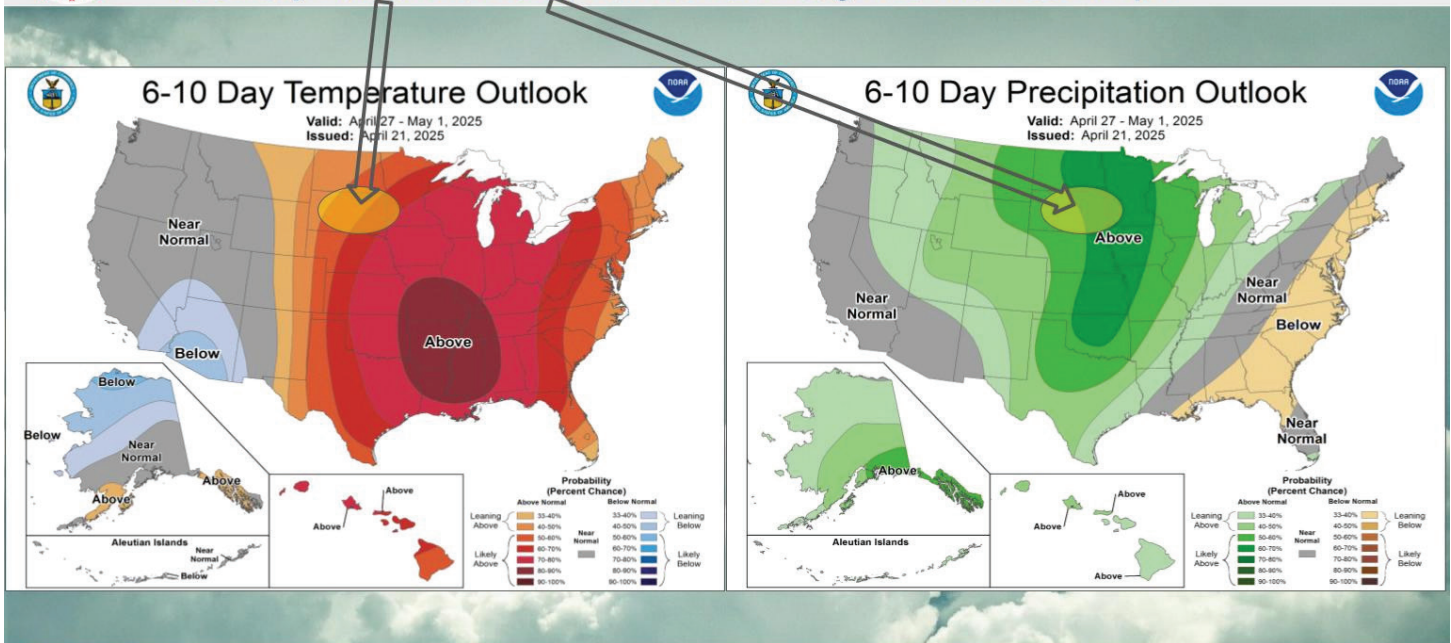 6-10 Day Temperature Outlook
Valid: April 27 - May 1, 2025
Issued: April 21, 2025
NOAA
Near
Normal
Below
Above
Below
Below
Near
Normal
Above
Above
Aleutian Islands
Near
Normal
Below
Above
Above
Probability
(Percent Chance)
Above Normal
Below Normal
Leaning
Above
33-40%
40-50%
Likely
Above
50-60%
60-70%
70-80%
80-90%
90-100%
Near
Normal
33-40%
40-50%
Leaning
Below
50-60%
60-70%
70-80%
80-90%
90-100%
Likely
Below
6-10 Day Precipitation Outlook
Valid: April 27 - May 1, 2025
Issued: April 21, 2025
NOAA
Above
Near
Normal
Near
Normal
Below
Near
Normal
Above
Aleutian Islands
Above
Above
Above
Probability
(Percent Chance)
Above Normal
Below Normal
Leaning
Above
33-40%
40-50%
Likely
Above
50-60%
60-70%
70-80%
80-90%
90-100%
Near
Normal
33-40%
40-50%
Leaning
Below
50-60%
60-70%
70-80%
80-90%
90-100%
Likely
Below